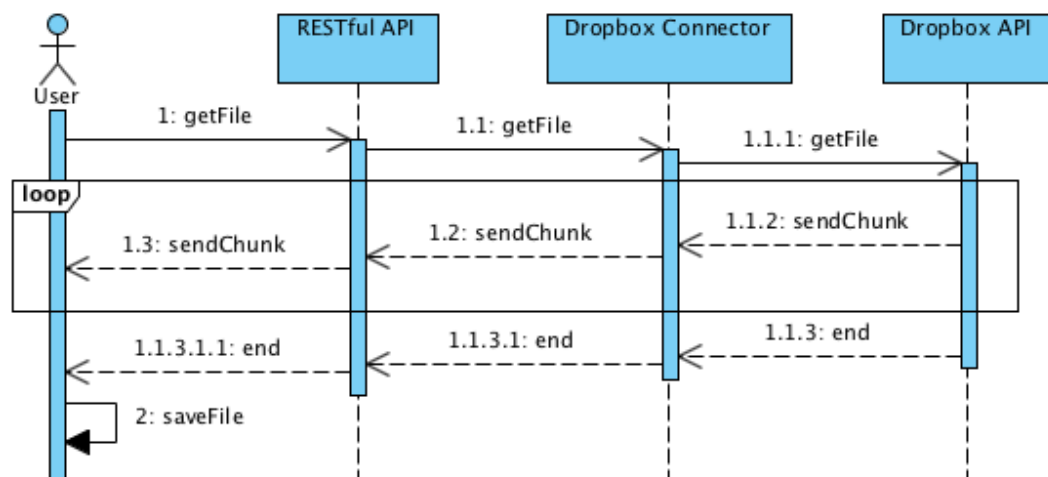 RESTful API
Dropbox Connector
Dropbox API
User
1: getFile
1.1: getFile
1.1.1: getFile
loop
1.3: sendChunk
1.2: sendChunk
1.1.2: sendChunk
1.1.3.1.1: end
1.1.3.1: end
1.1.3: end
2: saveFile